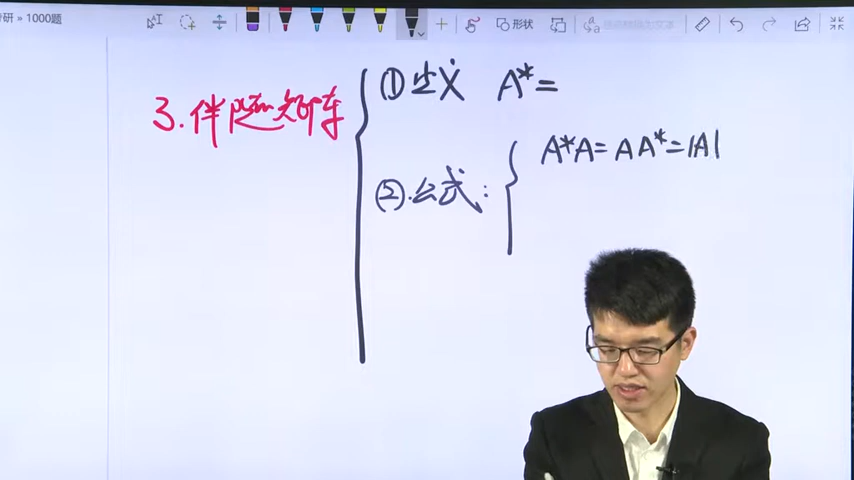 研 » 1000题
形状
3.伴随矩阵
①定义 A*=
②.公式:
A*A=AA*=|A|